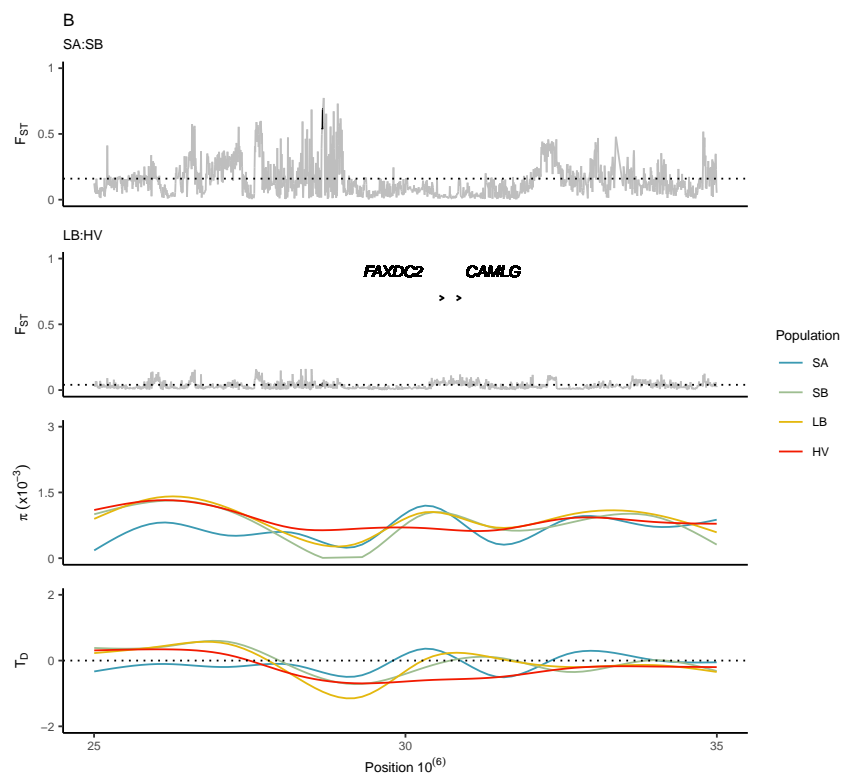 B
SA:SB
1
0.5
0
FST
LB:HV
1
0.5
0
FST
FAXDC2 CAMLG
> >
3
1.5
0
π (x10−3)
2
0
−2
TD
25 30 35
Position 10(6)
Population
SA
SB
LB
HV